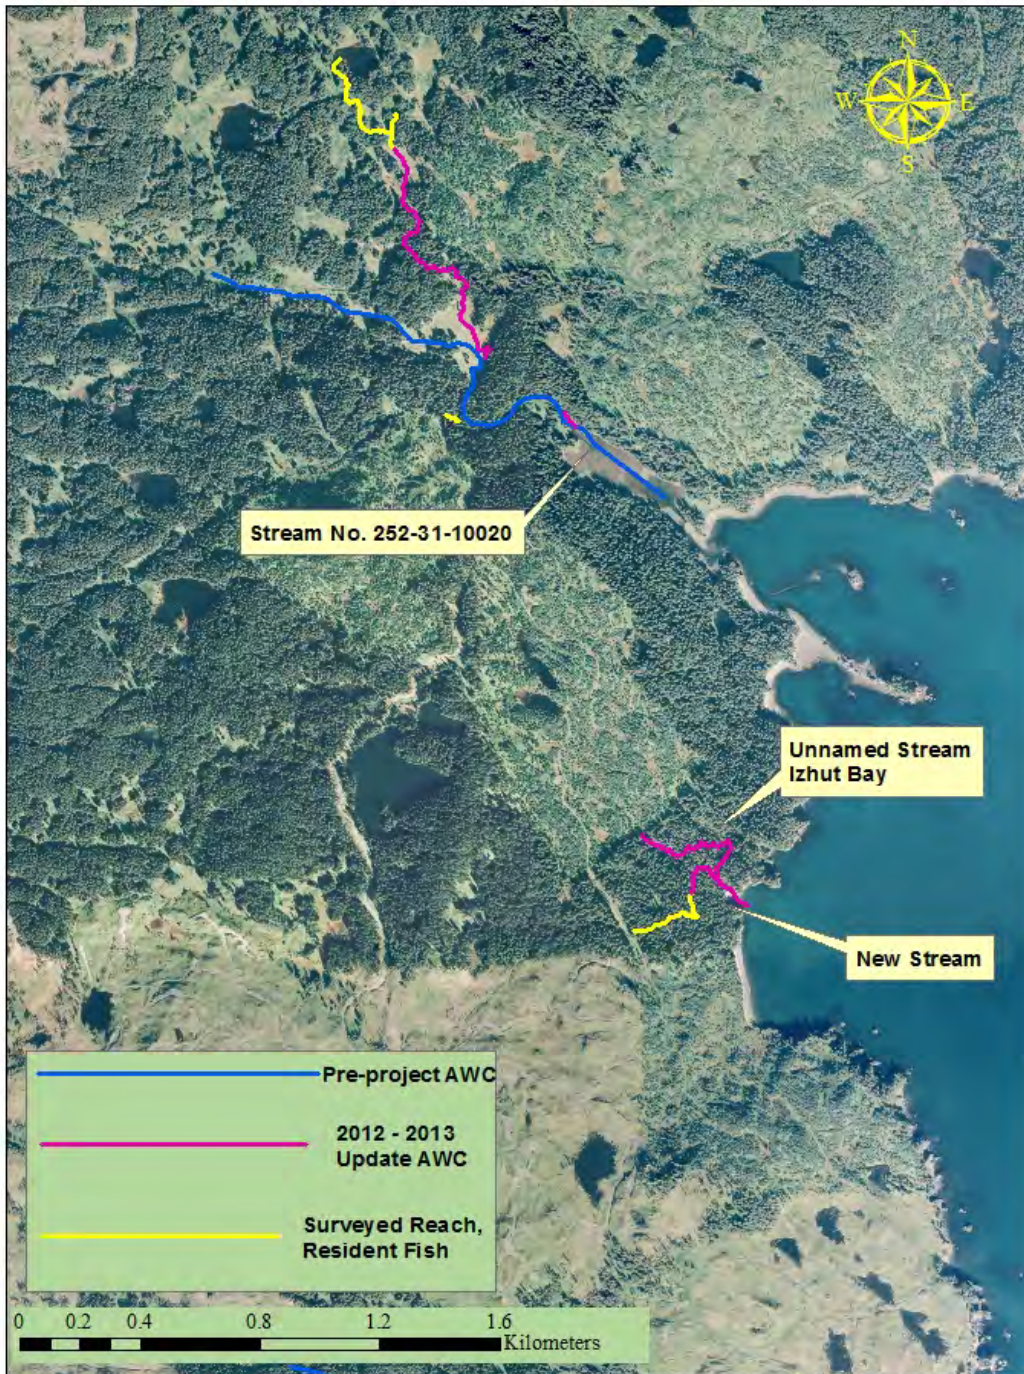 N
W E
S
Stream No. 252-31-10020
Unnamed Stream
Izhut Bay
New Stream
Pre-project AWC
2012 - 2013
Update AWC
Surveyed Reach,
Resident Fish
0 0.2 0.4 0.8 1.2 1.6
Kilometers